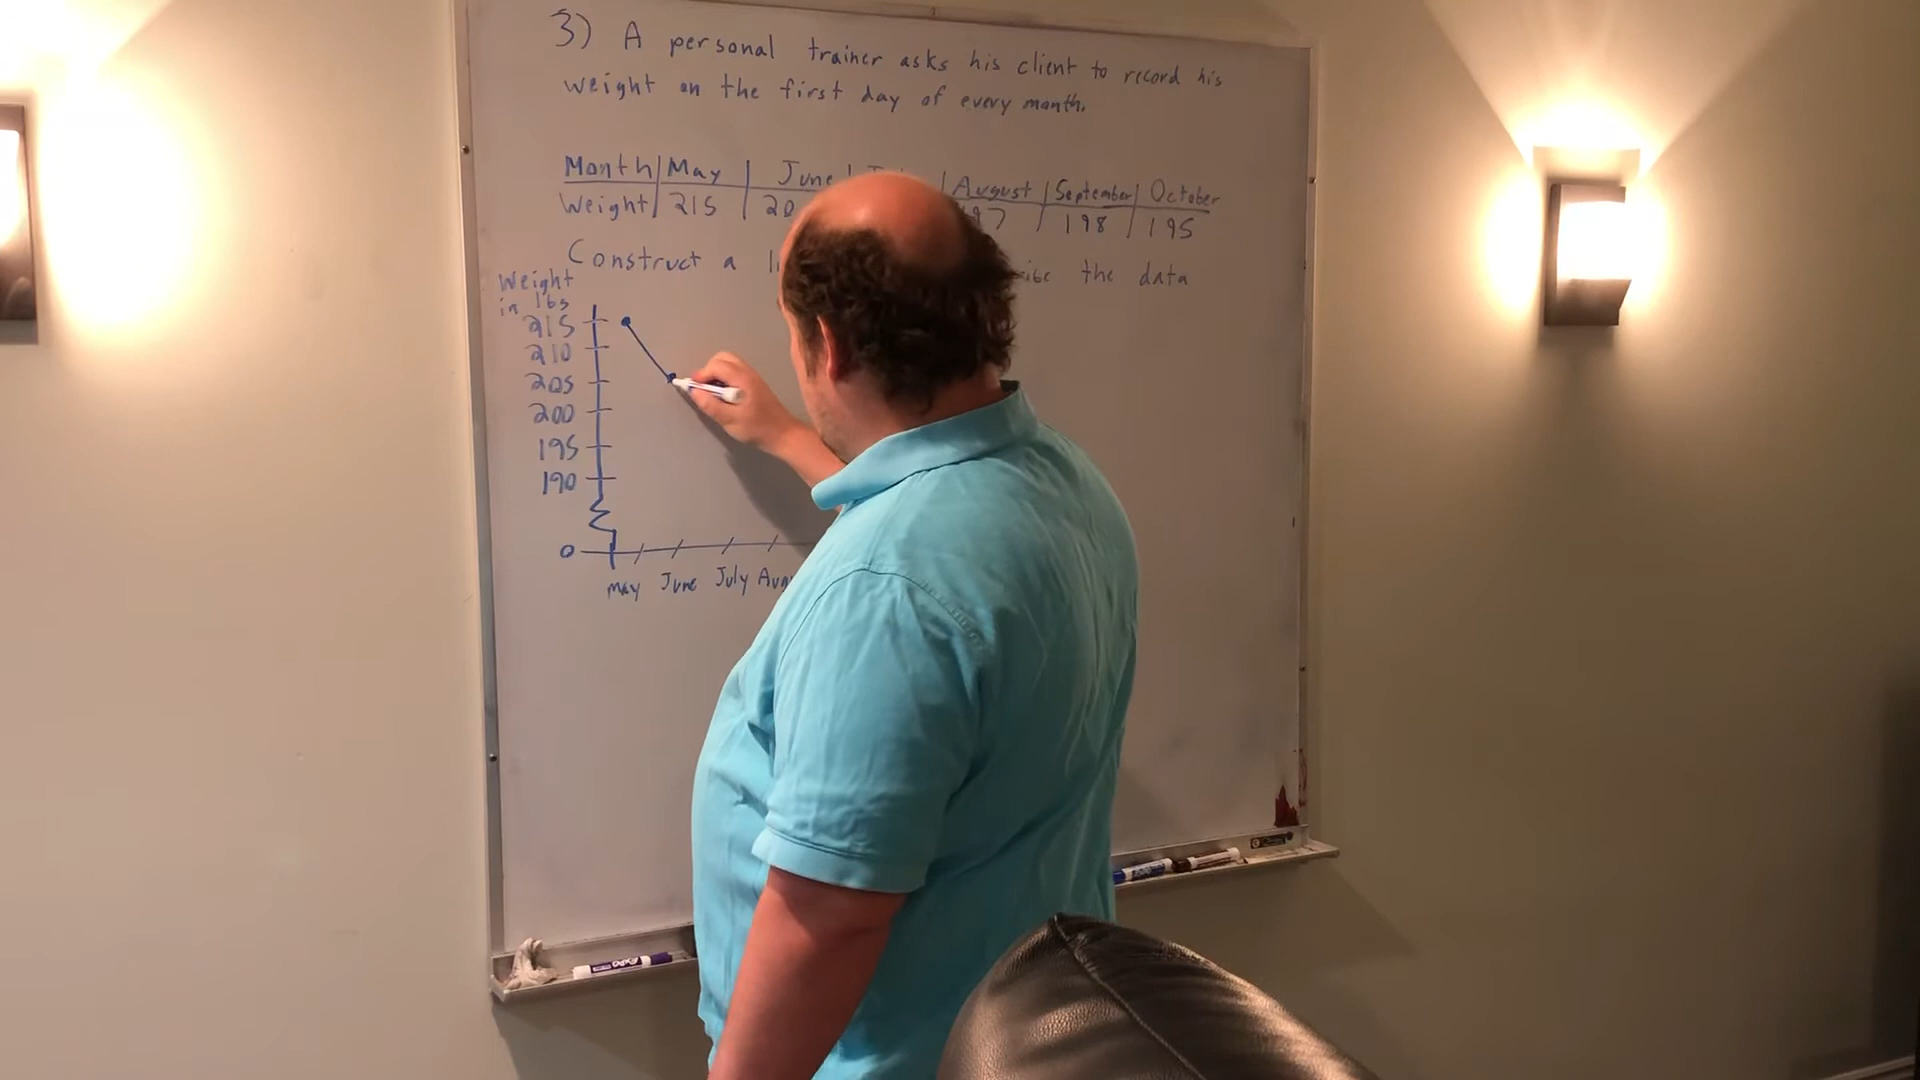 3) A personal trainer asks his client to record his
weight on the first day of every month.
Month May June August September October
Weight 215 20 97 198 195
Construct a the data
Weight
in lbs
215
210
205
200
195
190
0
May June July Aug